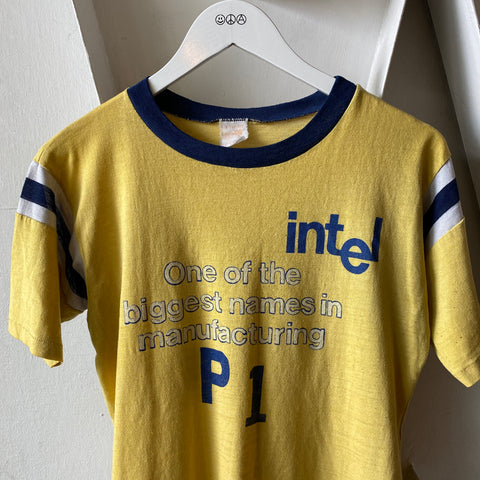 intel
One of the
biggest names in
manufacturing
P 1